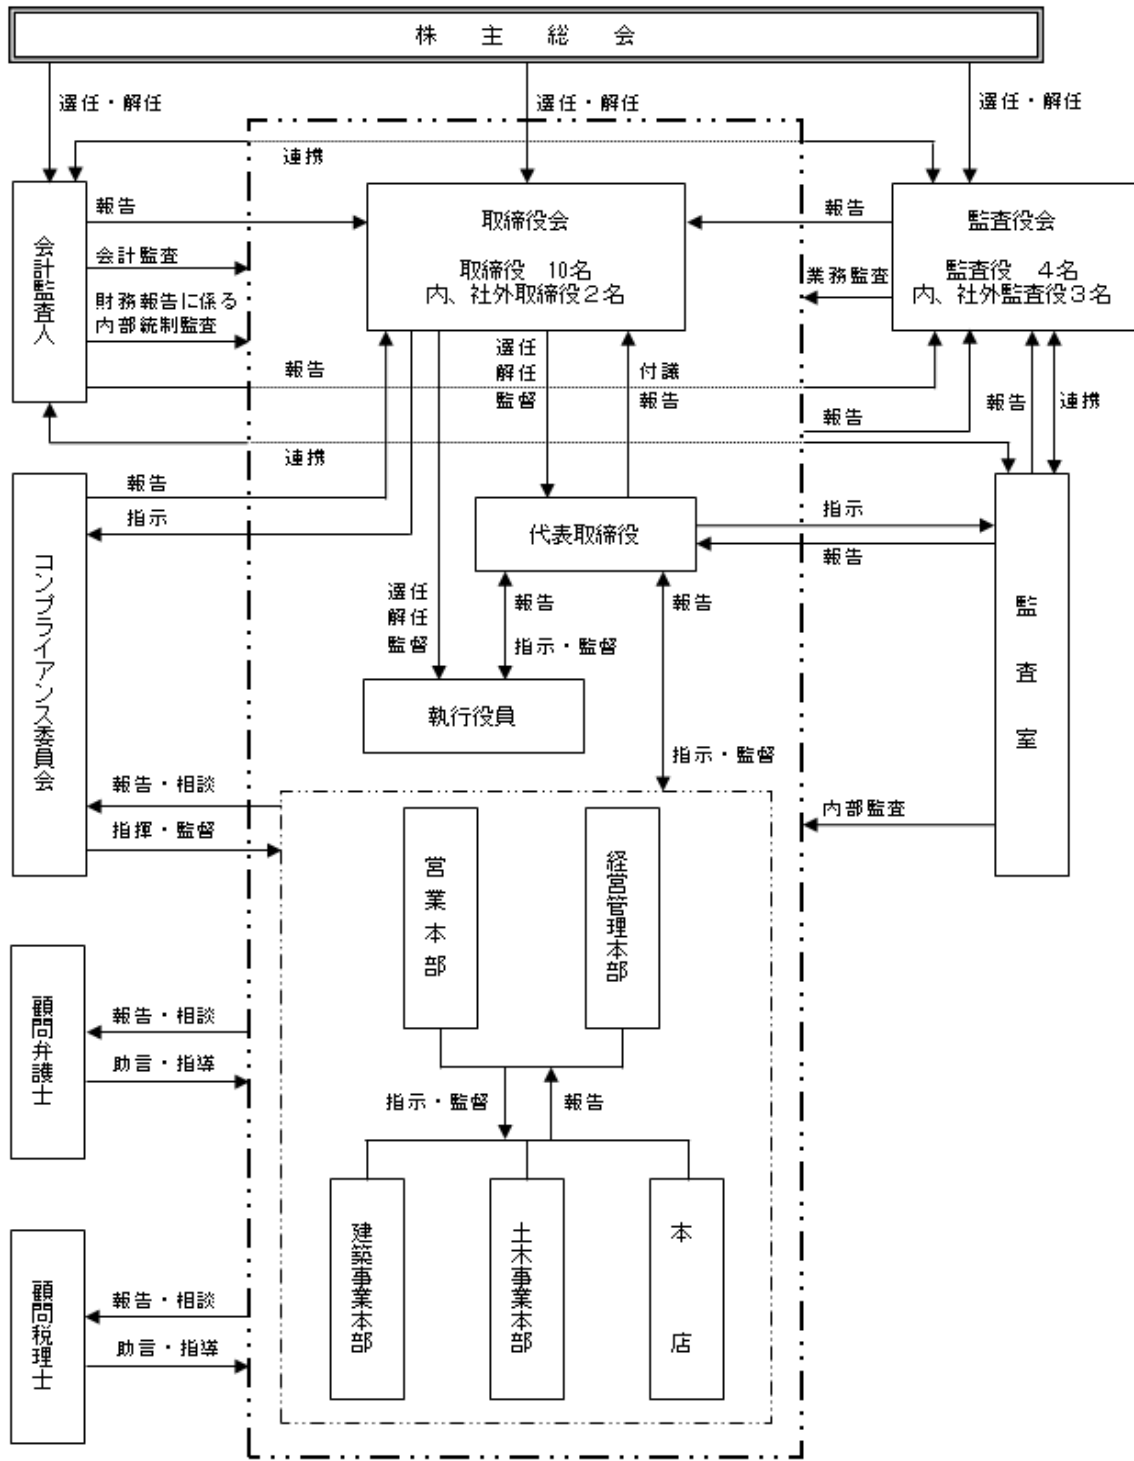 株　主　総　会
選任・解任
選任・解任
選任・解任
連携
会計監査人
報告
会計監査
財務報告に係る
内部統制監査
取締役会
取締役　10名
内、社外取締役２名
報告
業務監査
監査役会
監査役　４名
内、社外監査役３名
報告
選任
解任
監督
付議
報告
報告
報告
連携
連携
コンプライアンス委員会
報告
指示
代表取締役
指示
報告
監査室
選任
解任
監督
報告
指示・監督
報告
執行役員
指示・監督
報告・相談
指揮・監督
内部監査
営業本部
経営管理本部
顧問弁護士
報告・相談
助言・指導
指示・監督
報告
顧問税理士
報告・相談
助言・指導
建築事業本部
土木事業本部
本店